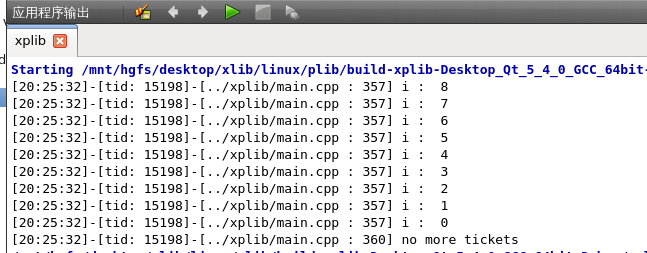 应用程序输出
xplib
Starting /mnt/hgfs/desktop/xlib/linux/plib/build-xplib-Desktop_Qt_5_4_0_GCC_64bit-
[20:25:32]-[tid: 15198]-[../xplib/main.cpp : 357] i :  8
[20:25:32]-[tid: 15198]-[../xplib/main.cpp : 357] i :  7
[20:25:32]-[tid: 15198]-[../xplib/main.cpp : 357] i :  6
[20:25:32]-[tid: 15198]-[../xplib/main.cpp : 357] i :  5
[20:25:32]-[tid: 15198]-[../xplib/main.cpp : 357] i :  4
[20:25:32]-[tid: 15198]-[../xplib/main.cpp : 357] i :  3
[20:25:32]-[tid: 15198]-[../xplib/main.cpp : 357] i :  2
[20:25:32]-[tid: 15198]-[../xplib/main.cpp : 357] i :  1
[20:25:32]-[tid: 15198]-[../xplib/main.cpp : 357] i :  0
[20:25:32]-[tid: 15198]-[../xplib/main.cpp : 360] no more tickets